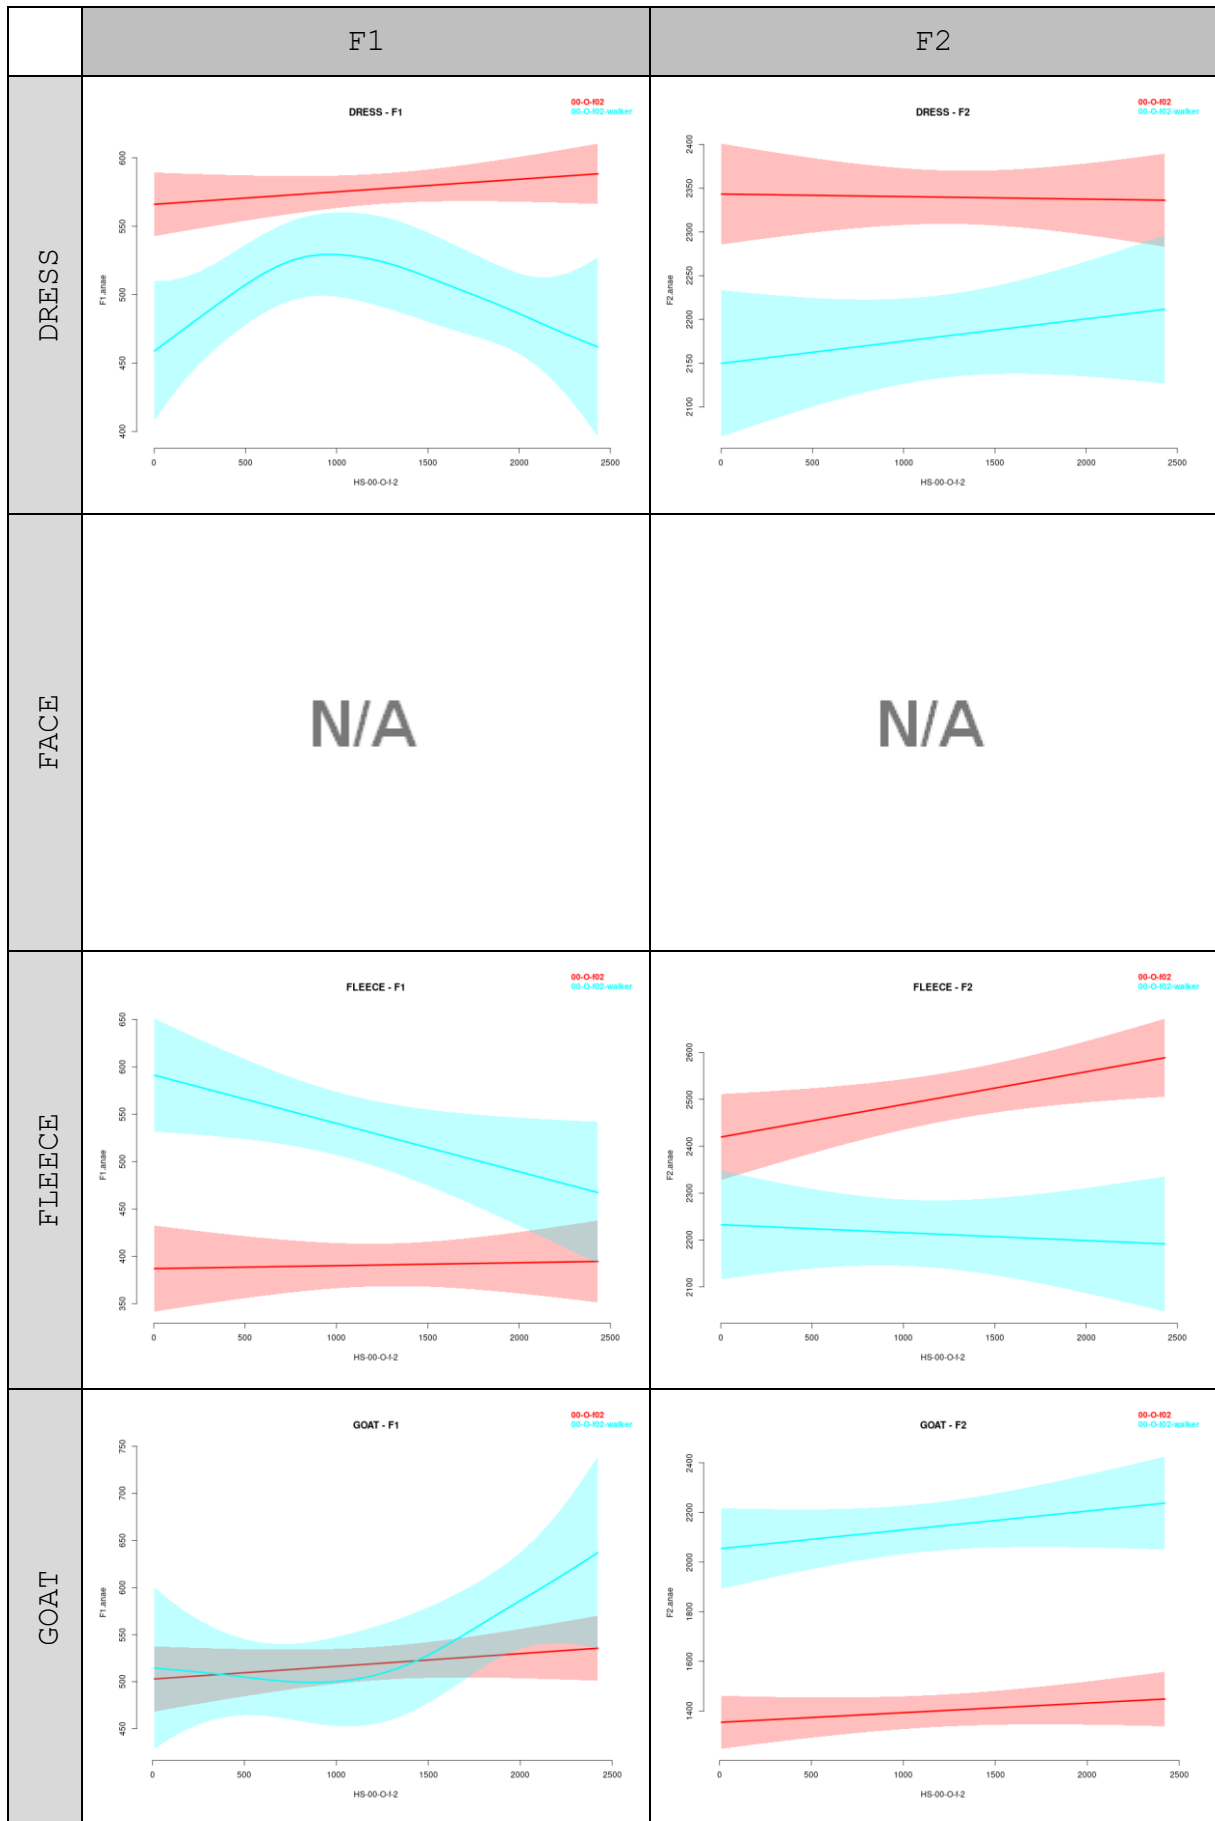 F1 F2
DRESS
DRESS - F1
00-O-f02
00-O-f02-walker
F1.anae
600
550
500
450
400
0 500 1000 1500 2000 2500
HS-00-O-f-2
DRESS - F2
00-O-f02
00-O-f02-walker
F2.anae
2400
2350
2300
2250
2200
2150
2100
0 500 1000 1500 2000 2500
HS-00-O-f-2
FACE
N/A
N/A
FLEECE
FLEECE - F1
00-O-f02
00-O-f02-walker
F1.anae
650
600
550
500
450
400
350
0 500 1000 1500 2000 2500
HS-00-O-f-2
FLEECE - F2
00-O-f02
00-O-f02-walker
F2.anae
2600
2500
2400
2300
2200
2100
0 500 1000 1500 2000 2500
HS-00-O-f-2
GOAT
GOAT - F1
00-O-f02
00-O-f02-walker
F1.anae
750
700
650
600
550
500
450
0 500 1000 1500 2000 2500
HS-00-O-f-2
GOAT - F2
00-O-f02
00-O-f02-walker
F2.anae
2400
2200
2000
1800
1600
1400
0 500 1000 1500 2000 2500
HS-00-O-f-2